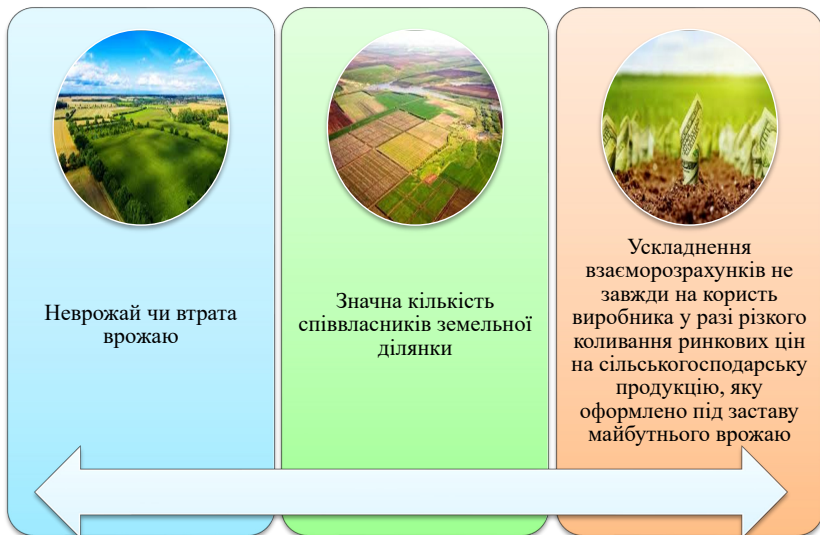 Неврожай чи втрата
врожаю
Значна кількість
співвласників земельної
ділянки
Ускладнення
взаєморозрахунків не
завжди на користь
виробника у разі різкого
коливання ринкових цін
на сільськогосподарську
продукцію, яку
оформлено під заставу
майбутнього врожаю